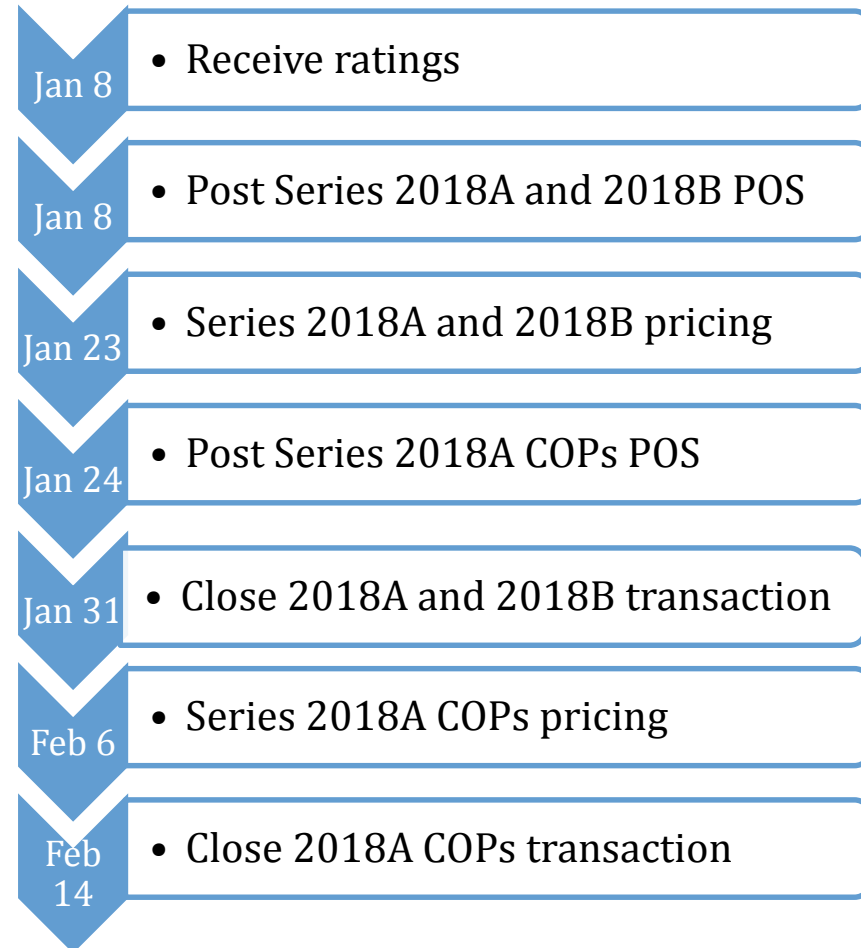 Jan 8
• Receive ratings
Jan 8
• Post Series 2018A and 2018B POS
Jan 23
• Series 2018A and 2018B pricing
Jan 24
• Post Series 2018A COPs POS
Jan 31
• Close 2018A and 2018B transaction
Feb 6
• Series 2018A COPs pricing
Feb
14
• Close 2018A COPs transaction